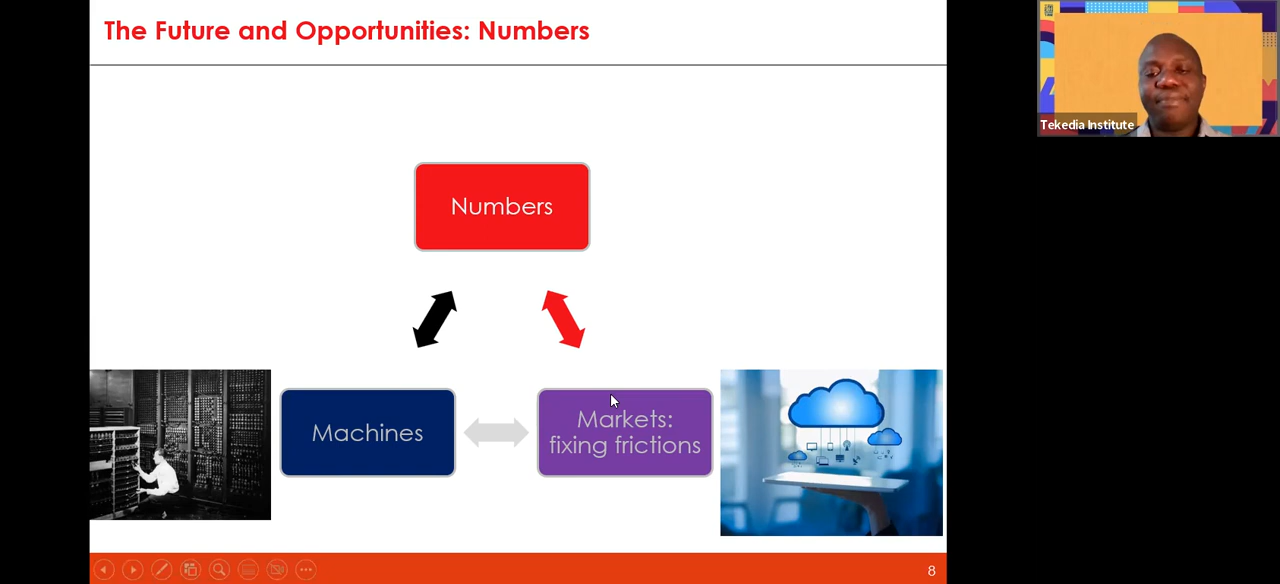 The Future and Opportunities: Numbers
Tekedia Institute
Numbers
Machines
Markets:
fixing frictions
8